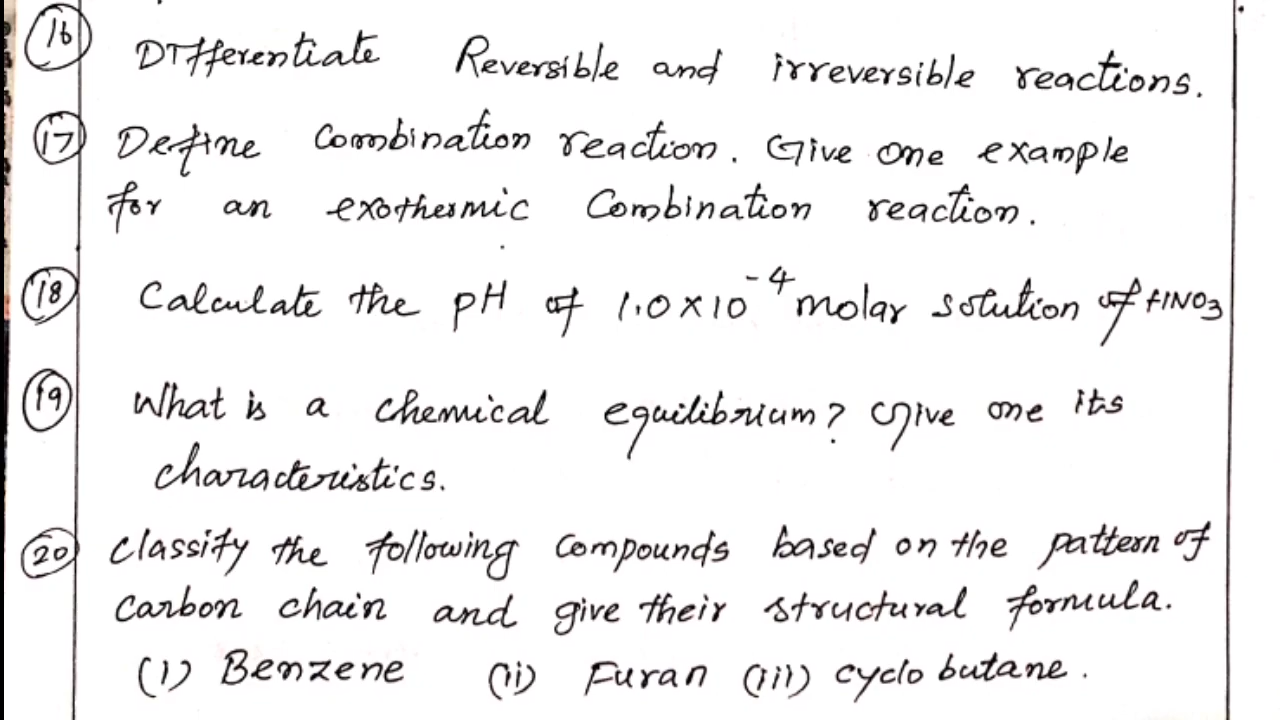 16 Differentiate Reversible and irreversible reactions.
17 Define Combination reaction. Give one example
for an exothermic Combination reaction.
18 Calculate the pH of 1.0×10⁻⁴ molar solution of HNO₃
19 What is a chemical equilibrium? Give one its
characteristics.
20 Classify the following compounds based on the pattern of
carbon chain and give their structural formula.
(i) Benzene (ii) Furan (iii) cyclo butane.